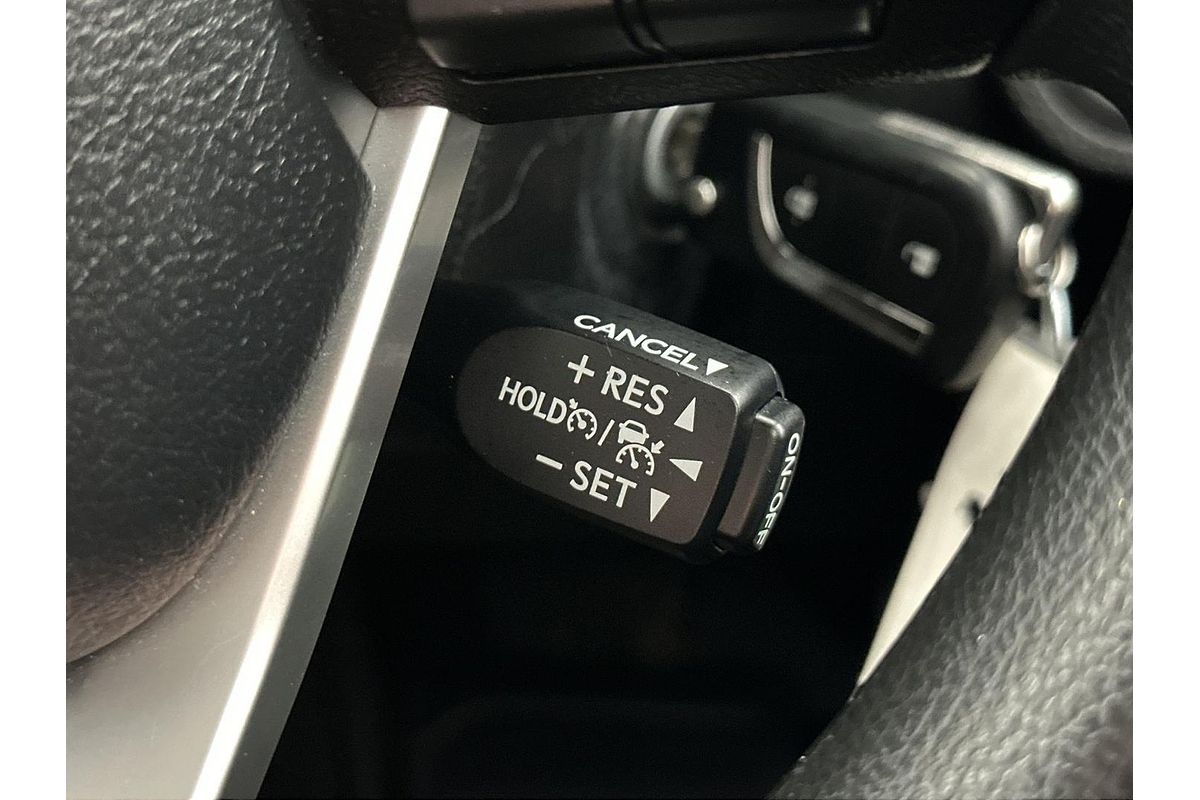 CANCEL▼
+ RES ▲
HOLD / ◀
− SET ▼
ON-OFF